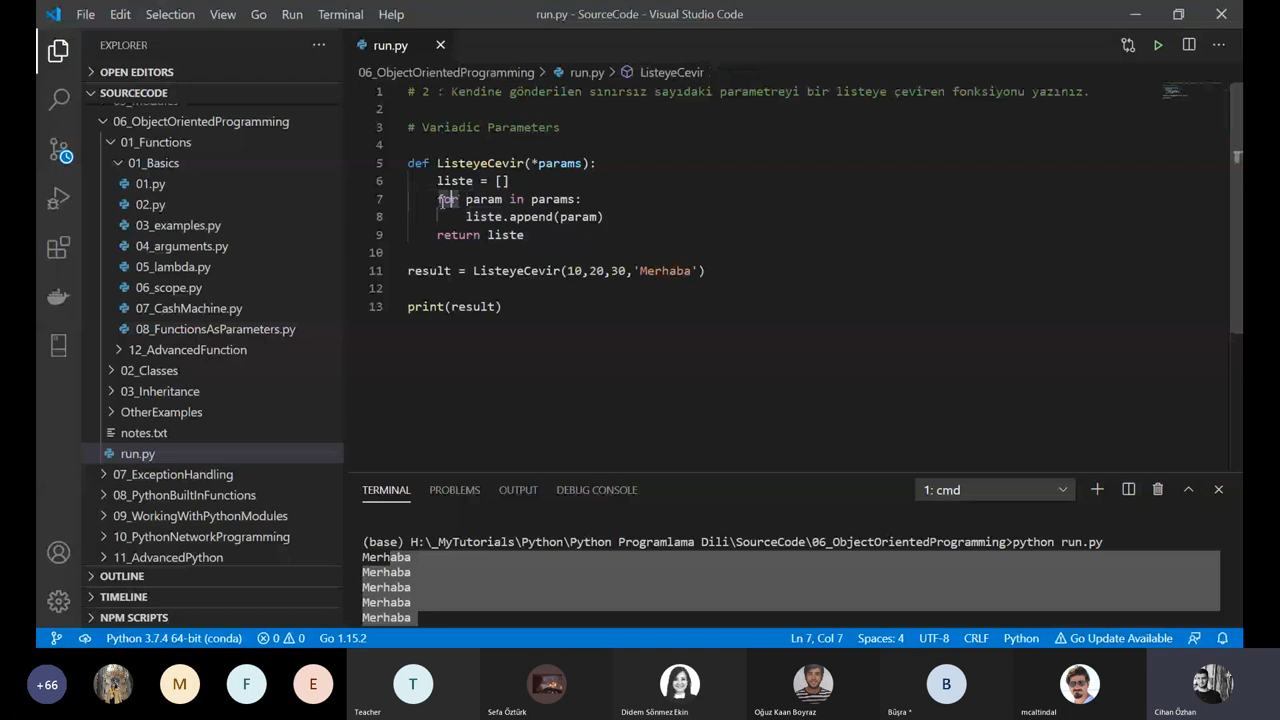 File Edit Selection View Go Run Terminal Help run.py - SourceCode - Visual Studio Code
EXPLORER
OPEN EDITORS
SOURCECODE
06_ObjectOrientedProgramming
01_Functions
01_Basics
01.py
02.py
03_examples.py
04_arguments.py
05_lambda.py
06_scope.py
07_CashMachine.py
08_FunctionsAsParameters.py
12_AdvancedFunction
02_Classes
03_Inheritance
OtherExamples
notes.txt
run.py
07_ExceptionHandling
08_PythonBuiltInFunctions
09_WorkingWithPythonModules
10_PythonNetworkProgramming
11_AdvancedPython
OUTLINE
TIMELINE
NPM SCRIPTS
run.py
06_ObjectOrientedProgramming > run.py > ListeyeCevir
1 # 2 : Kendine gönderilen sınırsız sayıdaki parametreyi bir listeye çeviren fonksiyonu yazınız.
2
3 # Variadic Parameters
4
5 def ListeyeCevir(*params):
6 liste = []
7 for param in params:
8 liste.append(param)
9 return liste
10
11 result = ListeyeCevir(10,20,30,'Merhaba')
12
13 print(result)
TERMINAL PROBLEMS OUTPUT DEBUG CONSOLE 1: cmd
(base) H:\_MyTutorials\Python\Python Programlama Dili\SourceCode\06_ObjectOrientedProgramming>python run.py
Merhaba
Merhaba
Merhaba
Merhaba
Merhaba
Python 3.7.4 64-bit (conda) 0 0 Go 1.15.2 Ln 7, Col 7 Spaces: 4 UTF-8 CRLF Python Go Update Available
+66 M F E T B
Teacher Sefa Öztürk Didem Sönmez Ekin Oğuz Kaan Boyraz Büşra * mcaltindal Cihan Özhan